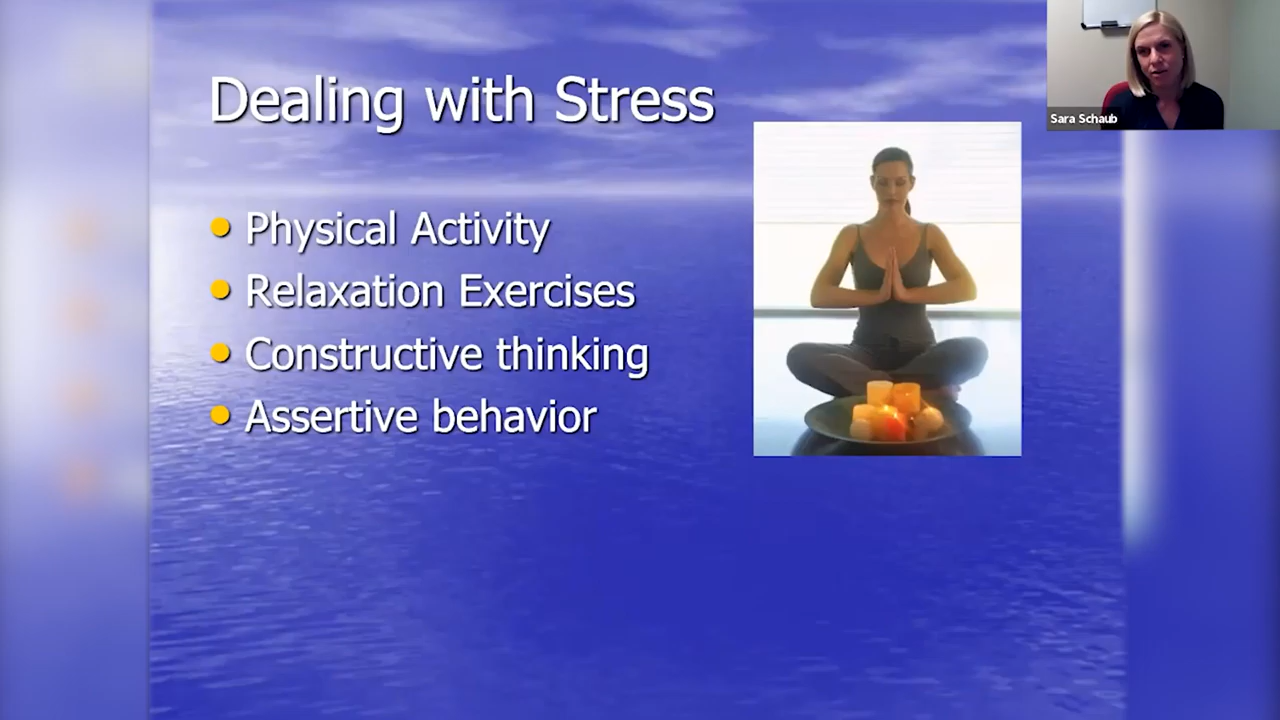 Dealing with Stress
Physical Activity
Relaxation Exercises
Constructive thinking
Assertive behavior
Sara Schaub